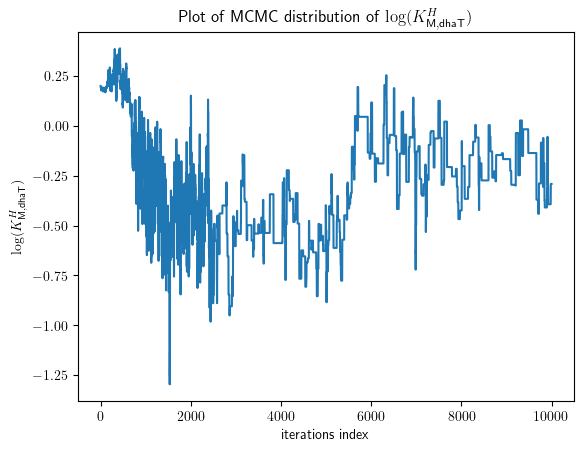 Plot of MCMC distribution of log(K^H_M,dhaT)
log(K^H_M,dhaT)
0.25
0.00
−0.25
−0.50
−0.75
−1.00
−1.25
0 2000 4000 6000 8000 10000
iterations index